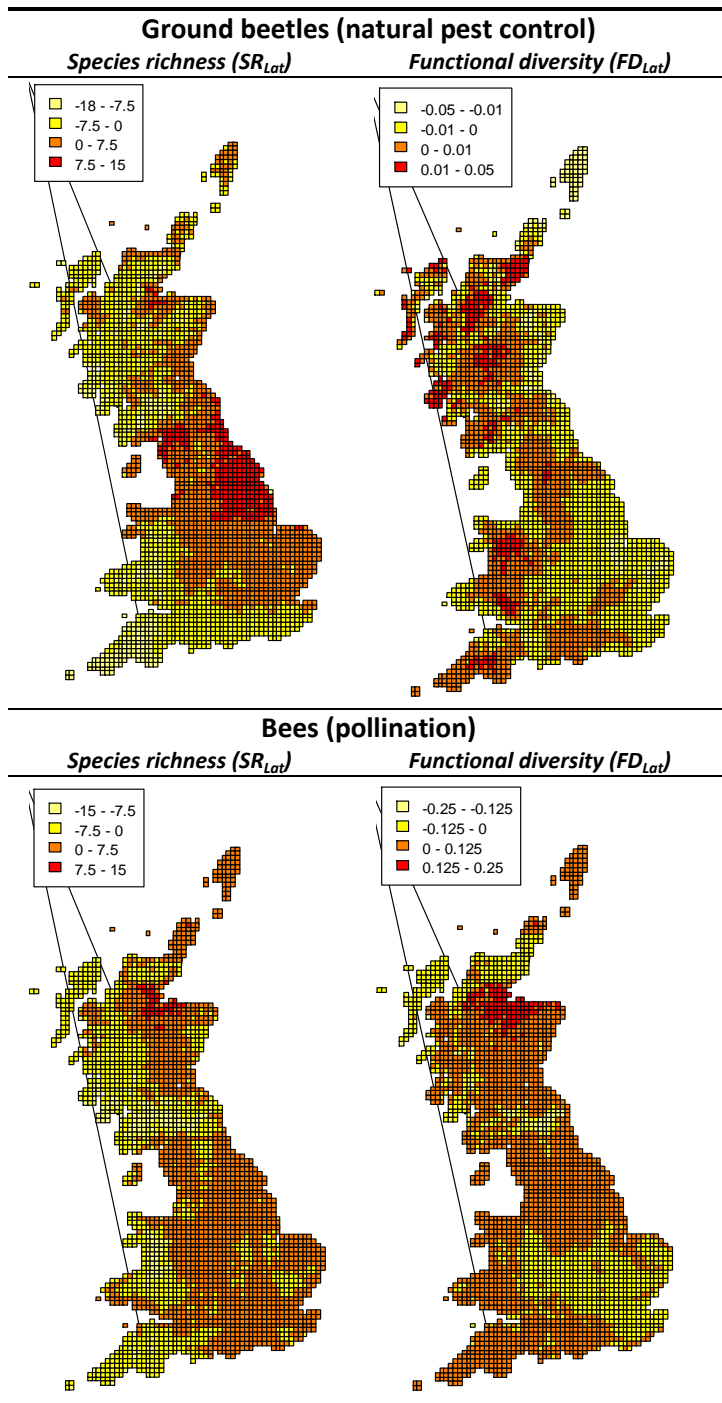 Ground beetles (natural pest control)
Species richness (SRLat)
Functional diversity (FDLat)
-18 - -7.5
-7.5 - 0
0 - 7.5
7.5 - 15
-0.05 - -0.01
-0.01 - 0
0 - 0.01
0.01 - 0.05
Bees (pollination)
Species richness (SRLat)
Functional diversity (FDLat)
-15 - -7.5
-7.5 - 0
0 - 7.5
7.5 - 15
-0.25 - -0.125
-0.125 - 0
0 - 0.125
0.125 - 0.25